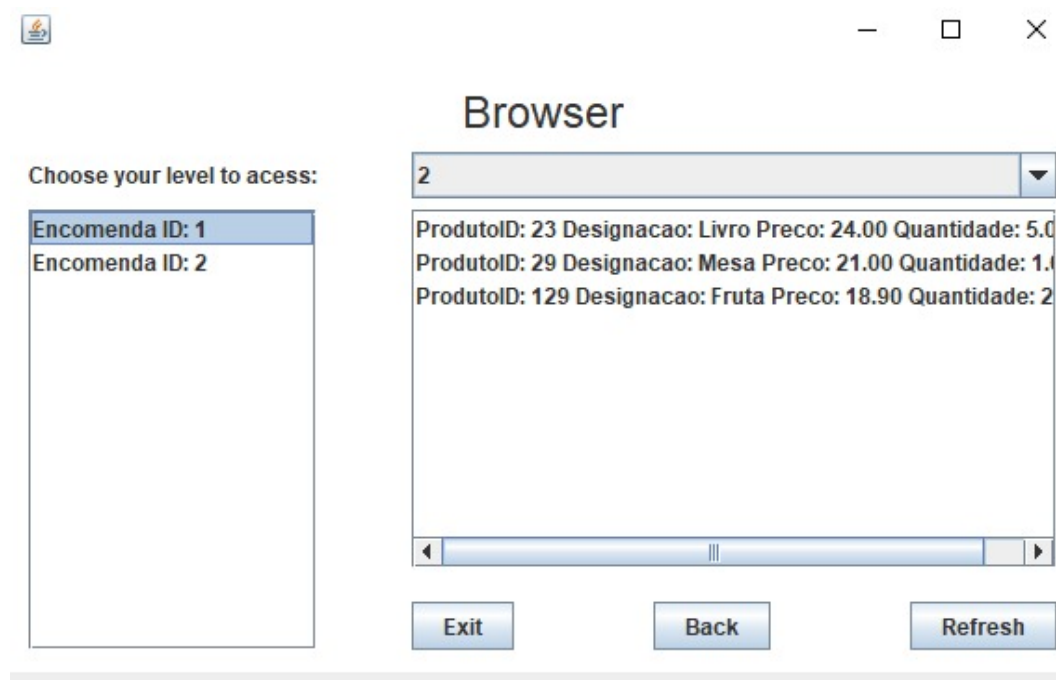 Browser
Choose your level to acess:
2
Encomenda ID: 1
Encomenda ID: 2
ProdutoID: 23 Designacao: Livro Preco: 24.00 Quantidade: 5.0
ProdutoID: 29 Designacao: Mesa Preco: 21.00 Quantidade: 1.
ProdutoID: 129 Designacao: Fruta Preco: 18.90 Quantidade: 2
Exit
Back
Refresh